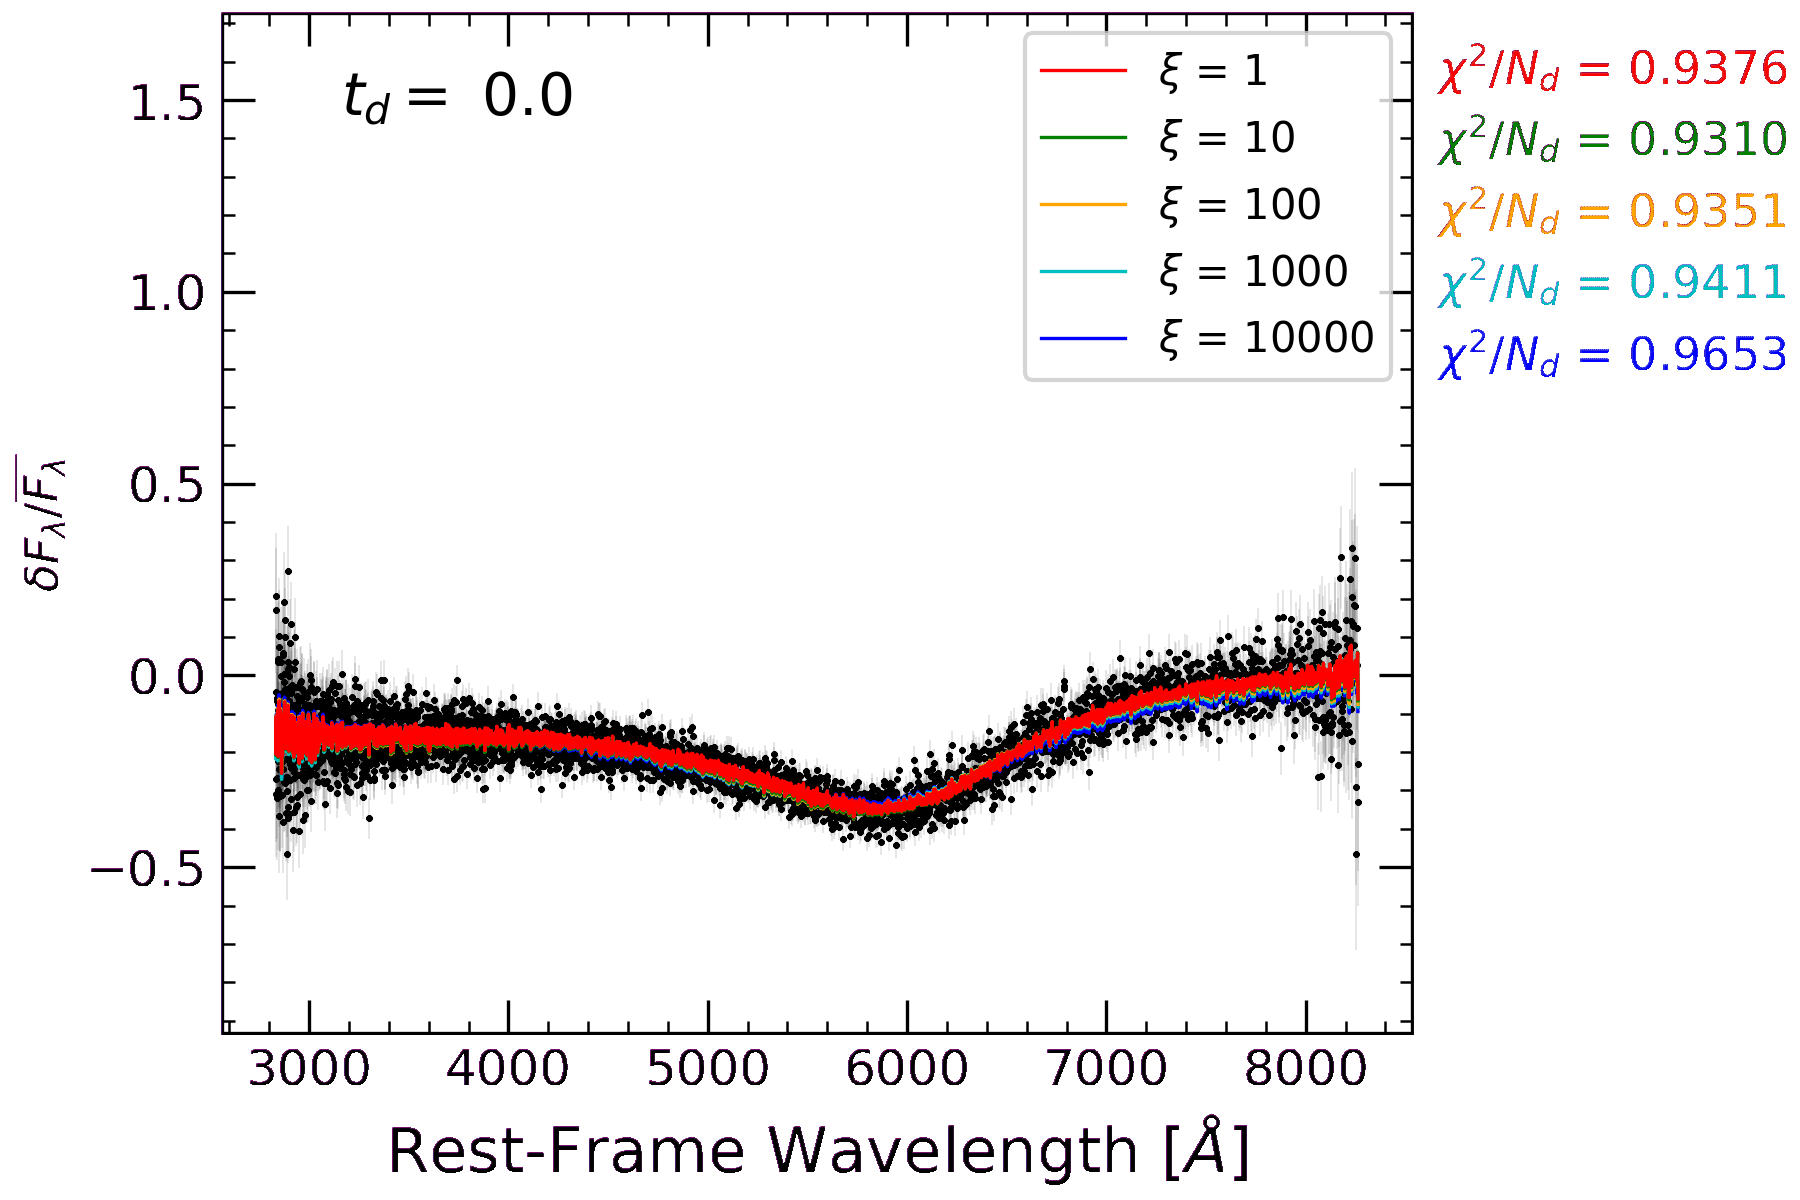 t_d = 0.0
ξ = 1
ξ = 10
ξ = 100
ξ = 1000
ξ = 10000
χ²/N_d = 0.9376
χ²/N_d = 0.9310
χ²/N_d = 0.9351
χ²/N_d = 0.9411
χ²/N_d = 0.9653
1.5
1.0
0.5
0.0
−0.5
δF_λ/F̅_λ
3000 4000 5000 6000 7000 8000
Rest-Frame Wavelength [Å]